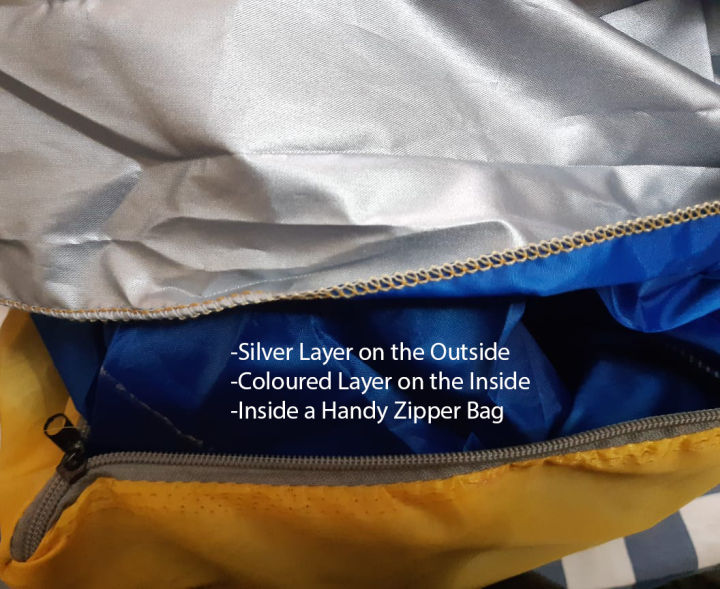 -Silver Layer on the Outside
-Coloured Layer on the Inside
-Inside a Handy Zipper Bag